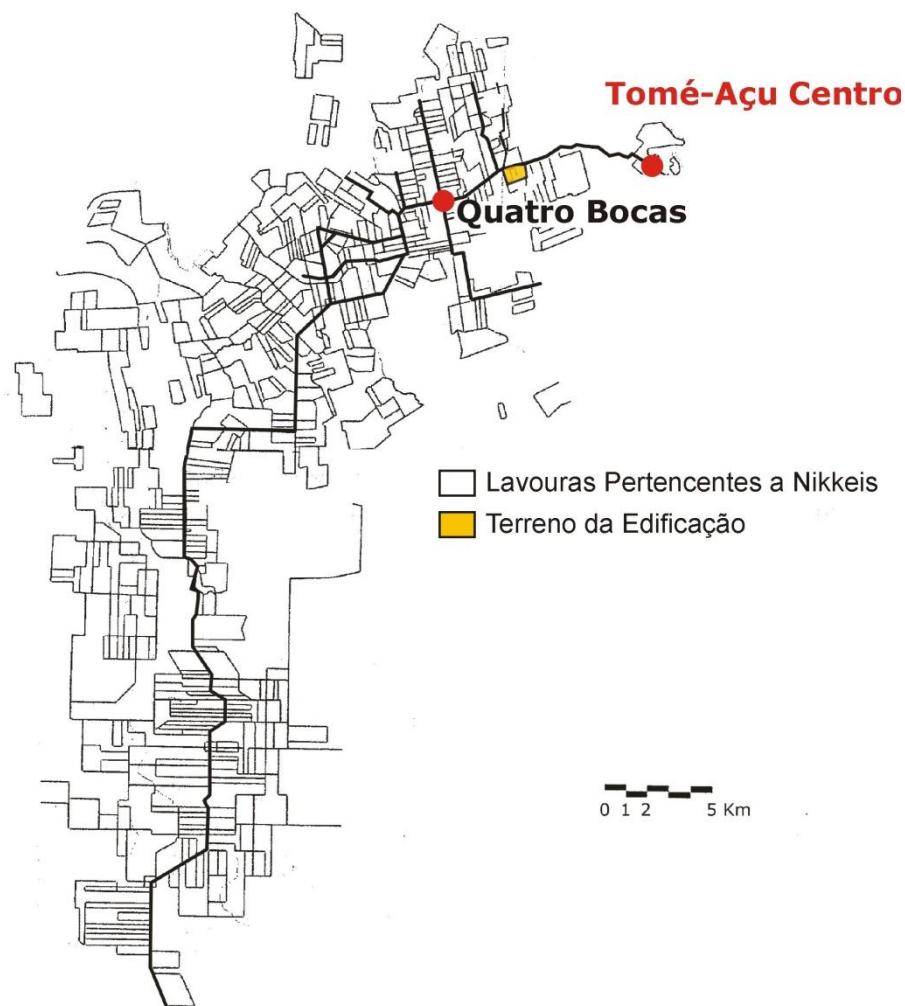 Tomé-Açu Centro
Quatro Bocas
Lavouras Pertencentes a Nikkeis
Terreno da Edificação
0 1 2 5 Km